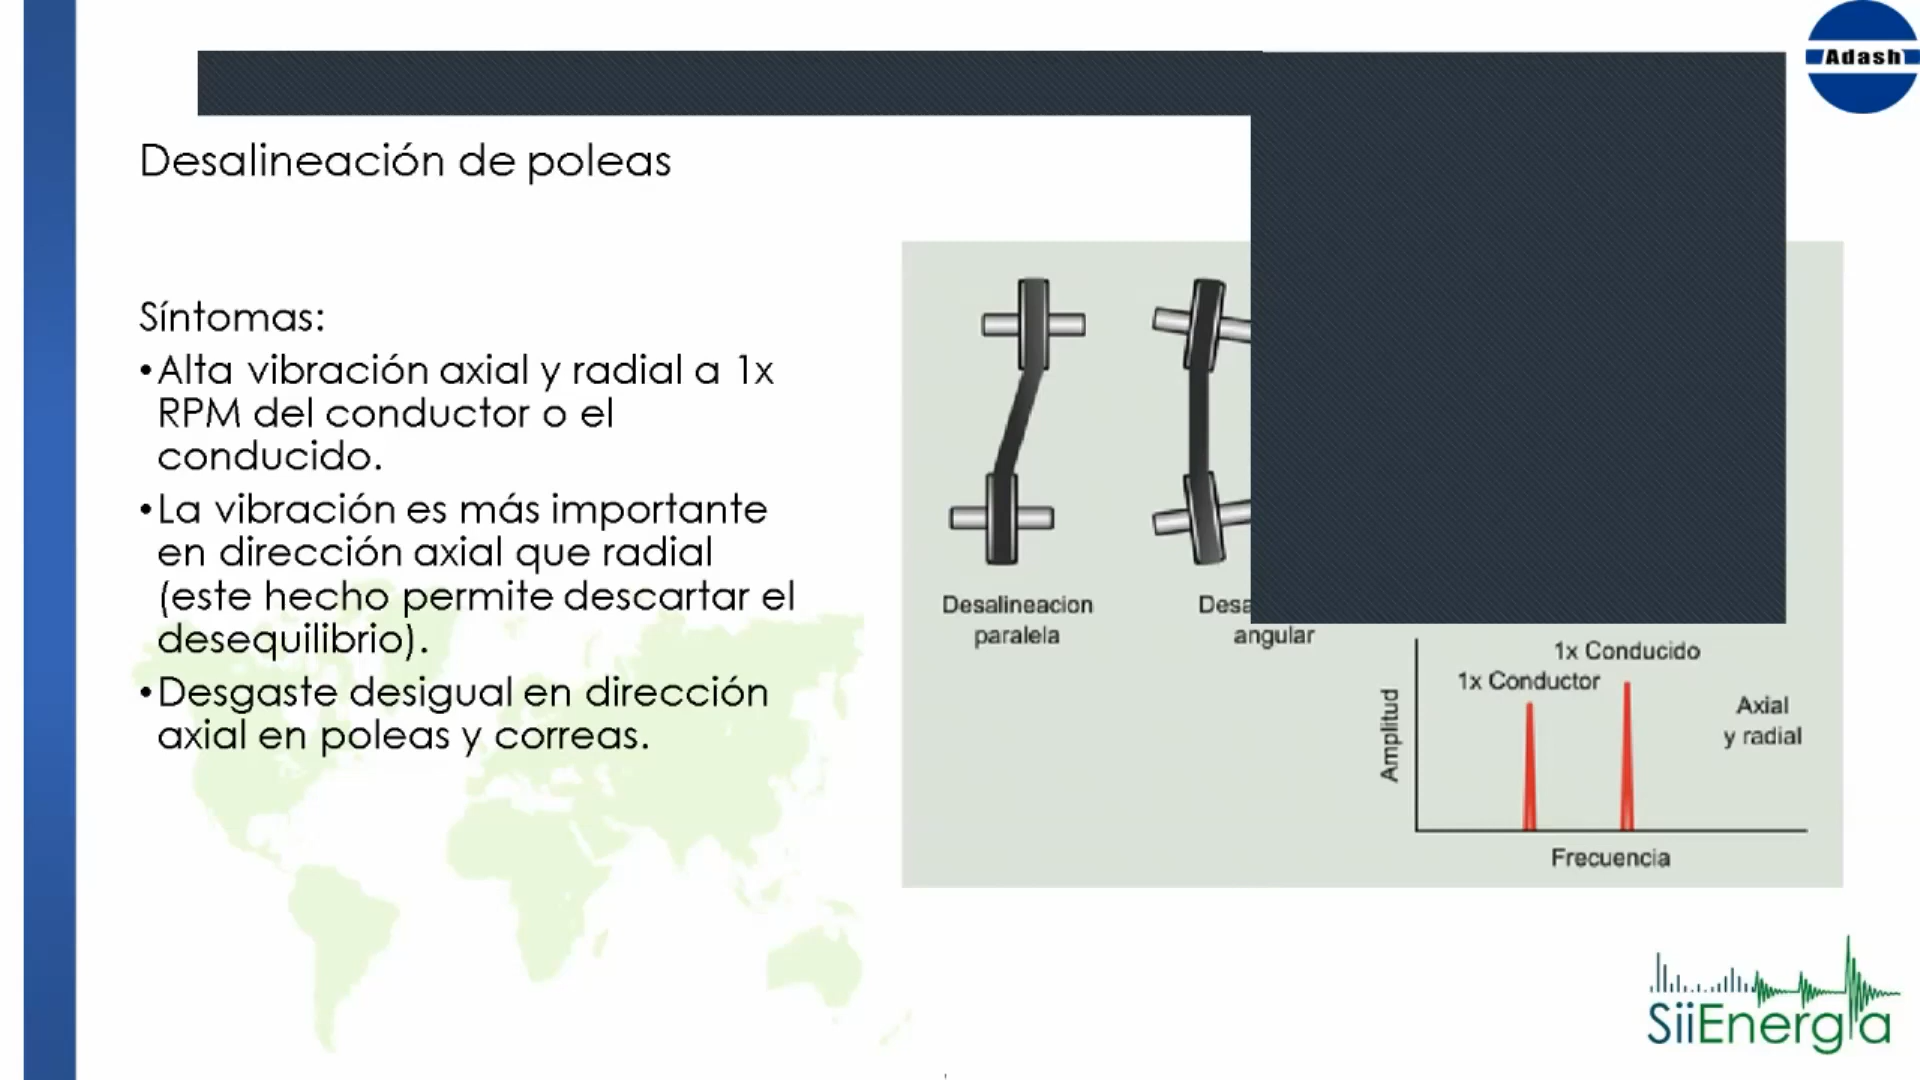 Adash
Desalineación de poleas
Síntomas:
•Alta vibración axial y radial a 1x
RPM del conductor o el
conducido.
•La vibración es más importante
en dirección axial que radial
(este hecho permite descartar el
desequilibrio).
•Desgaste desigual en dirección
axial en poleas y correas.
Desalineacion
paralela
angular
1x Conducido
1x Conductor
Axial
y radial
Amplitud
Frecuencia
SiiEnergía